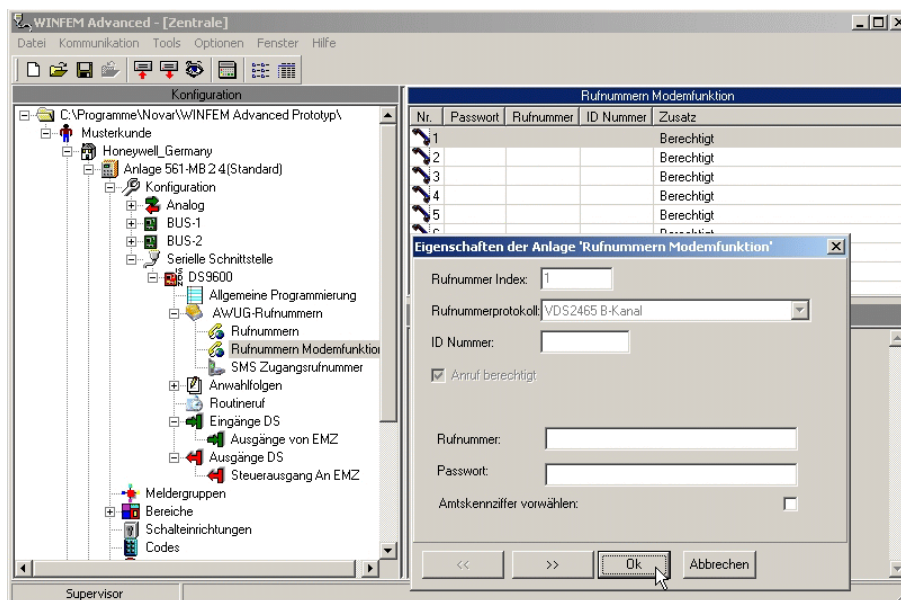 WINFEM Advanced - [Zentrale]
Datei Kommunikation Tools Optionen Fenster Hilfe
Konfiguration
C:\Programme\Novar\WINFEM Advanced Prototyp\
Musterkunde
Honeywell_Germany
Anlage 561-MB 2 4(Standard)
Konfiguration
Analog
BUS-1
BUS-2
Serielle Schnittstelle
DS9600
Allgemeine Programmierung
AWUG-Rufnummern
Rufnummern
Rufnummern Modemfunktion
SMS Zugangsrufnummer
Anwahlfolgen
Routineruf
Eingänge DS
Ausgänge von EMZ
Ausgänge DS
Steuerausgang An EMZ
Meldergruppen
Bereiche
Schalteinrichtungen
Codes
Supervisor
Rufnummern Modemfunktion
Nr. Passwort Rufnummer ID Nummer Zusatz
1 Berechtigt
2 Berechtigt
3 Berechtigt
4 Berechtigt
5 Berechtigt
Eigenschaften der Anlage 'Rufnummern Modemfunktion'
Rufnummer Index: 1
Rufnummerprotokoll: VDS2465 B-Kanal
ID Nummer:
Anruf berechtigt
Rufnummer:
Passwort:
Amtskennziffer vorwählen:
<< >> Ok Abbrechen